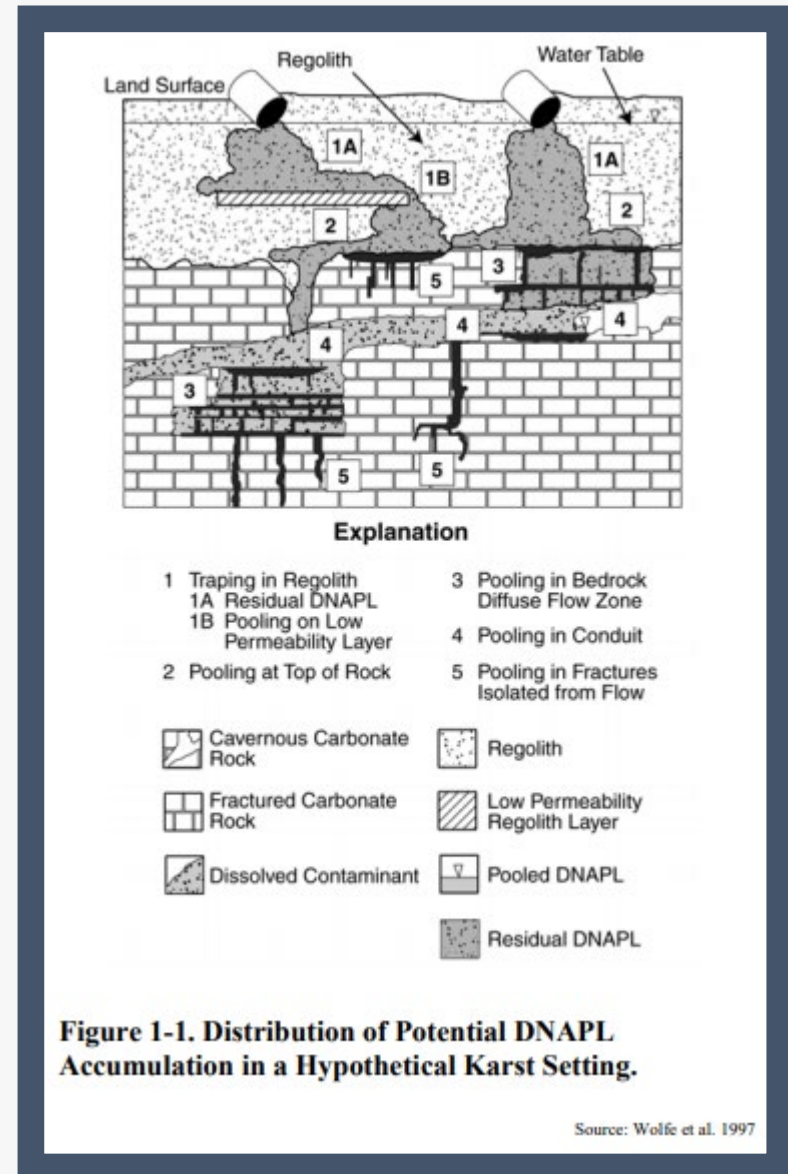 Regolith
Water Table
Land Surface
1A
1A
1B
2
2
3
5
4
4
4
3
5
5
Explanation
1 Traping in Regolith
1A Residual DNAPL
1B Pooling on Low
Permeability Layer
2 Pooling at Top of Rock
3 Pooling in Bedrock
Diffuse Flow Zone
4 Pooling in Conduit
5 Pooling in Fractures
Isolated from Flow
Cavernous Carbonate
Rock
Fractured Carbonate
Rock
Dissolved Contaminant
Regolith
Low Permeability
Regolith Layer
Pooled DNAPL
Residual DNAPL
Figure 1-1. Distribution of Potential DNAPL
Accumulation in a Hypothetical Karst Setting.
Source: Wolfe et al. 1997